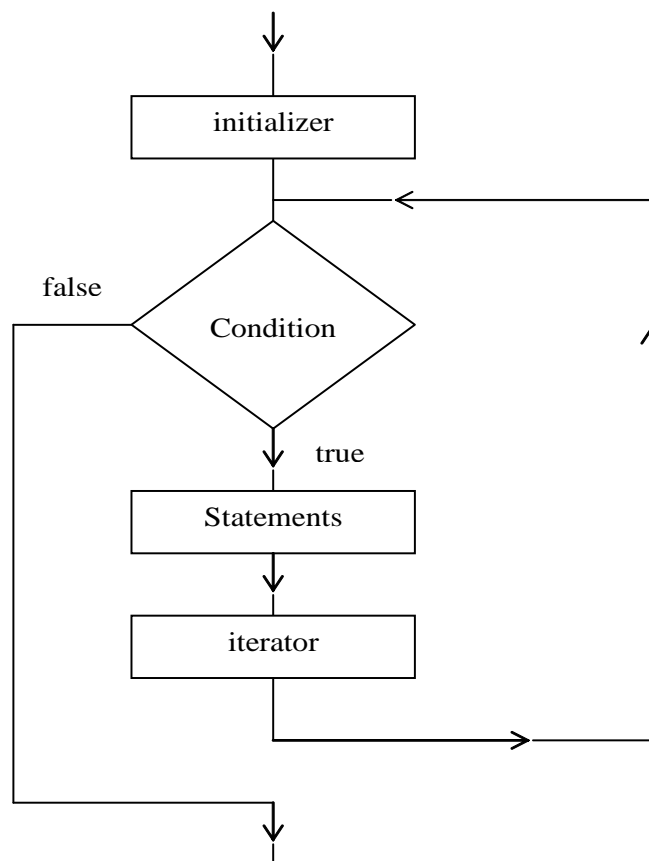 initializer
false
Condition
true
Statements
iterator